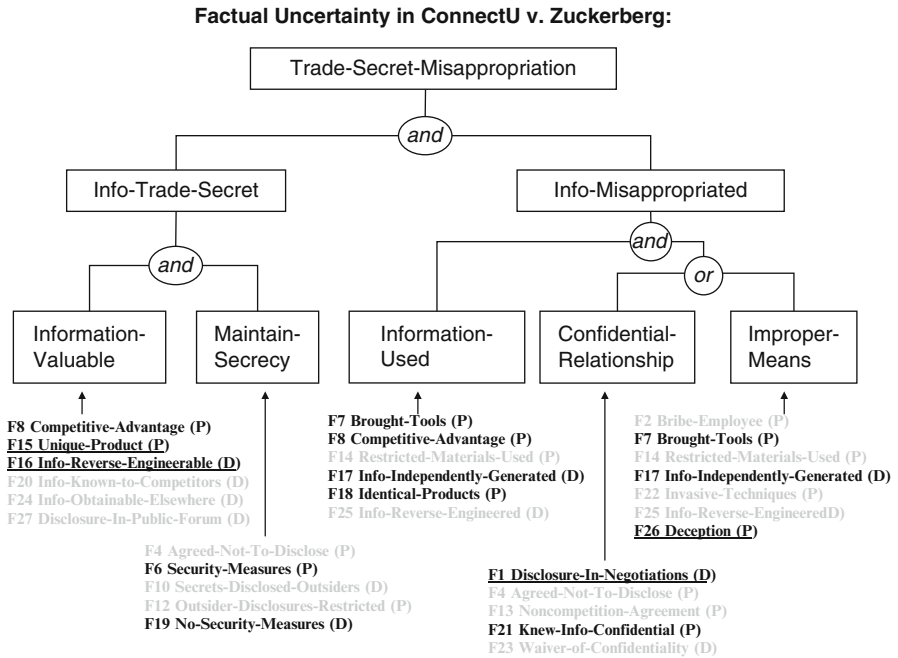 Factual Uncertainty in ConnectU v. Zuckerberg:
Trade-Secret-Misappropriation
and
Info-Trade-Secret
Info-Misappropriated
and
and
or
Information-
Valuable
Maintain-
Secrecy
Information-
Used
Confidential-
Relationship
Improper-
Means
F8 Competitive-Advantage (P)
F15 Unique-Product (P)
F16 Info-Reverse-Engineerable (D)
F20 Info-Known-to-Competitors (D)
F24 Info-Obtainable-Elsewhere (D)
F27 Disclosure-In-Public-Forum (D)
F4 Agreed-Not-To-Disclose (P)
F6 Security-Measures (P)
F10 Secrets-Disclosed-Outsiders (D)
F12 Outsider-Disclosures-Restricted (P)
F19 No-Security-Measures (D)
F7 Brought-Tools (P)
F8 Competitive-Advantage (P)
F14 Restricted-Materials-Used (P)
F17 Info-Independently-Generated (D)
F18 Identical-Products (P)
F25 Info-Reverse-Engineered (D)
F1 Disclosure-In-Negotiations (D)
F4 Agreed-Not-To-Disclose (P)
F13 Noncompetition-Agreement (P)
F21 Knew-Info-Confidential (P)
F23 Waiver-of-Confidentiality (D)
F2 Bribe-Employee (P)
F7 Brought-Tools (P)
F14 Restricted-Materials-Used (P)
F17 Info-Independently-Generated (D)
F22 Invasive-Techniques (P)
F25 Info-Reverse-EngineeredD)
F26 Deception (P)